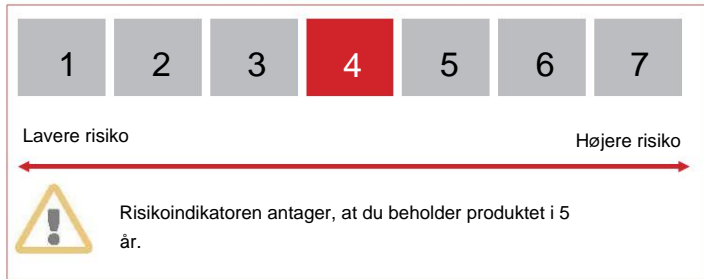 1 2 3 4 5 6 7
Lavere risiko Højere risiko
Risikoindikatoren antager, at du beholder produktet i 5
år.